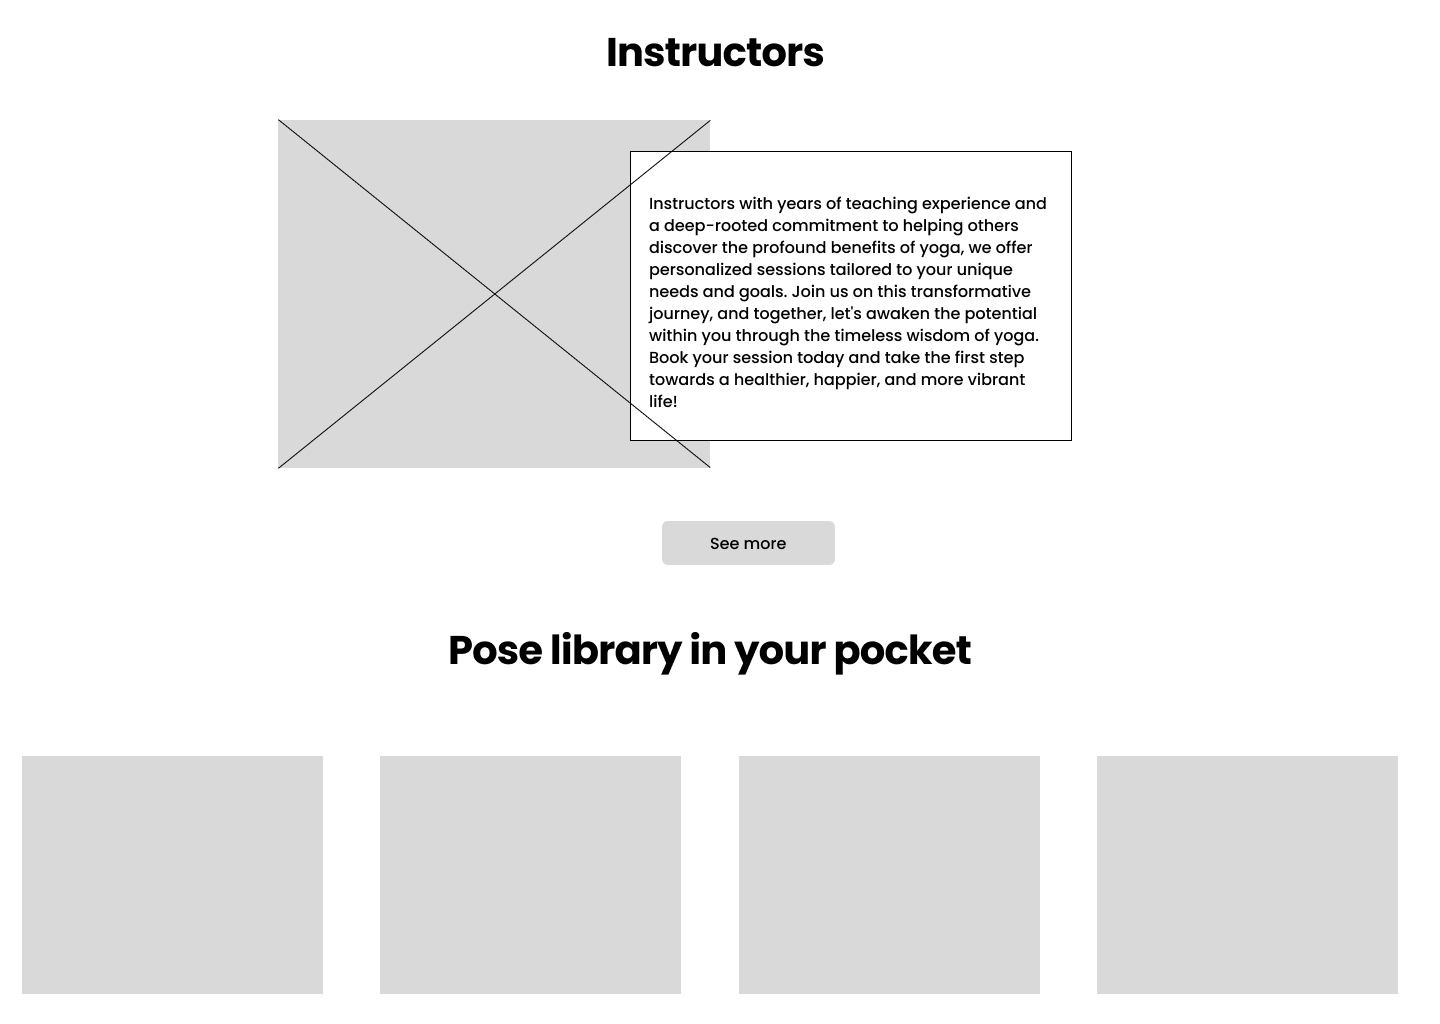 Instructors
Instructors with years of teaching experience and
a deep-rooted commitment to helping others
discover the profound benefits of yoga, we offer
personalized sessions tailored to your unique
needs and goals. Join us on this transformative
journey, and together, let's awaken the potential
within you through the timeless wisdom of yoga.
Book your session today and take the first step
towards a healthier, happier, and more vibrant
life!
See more
Pose library in your pocket